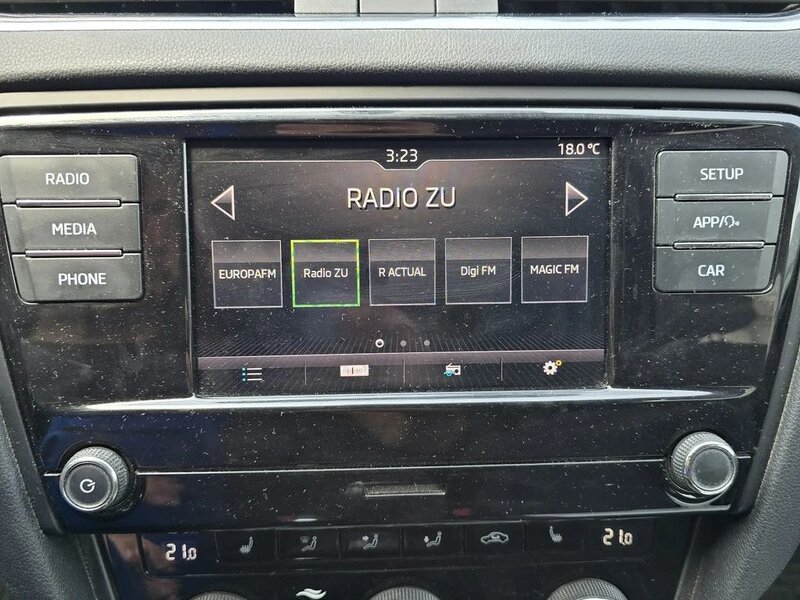 3:23
18.0 °C
RADIO ZU
EUROPAFM
Radio ZU
R ACTUAL
Digi FM
MAGIC FM
RADIO
MEDIA
PHONE
SETUP
APP/
CAR
21.0
21.0